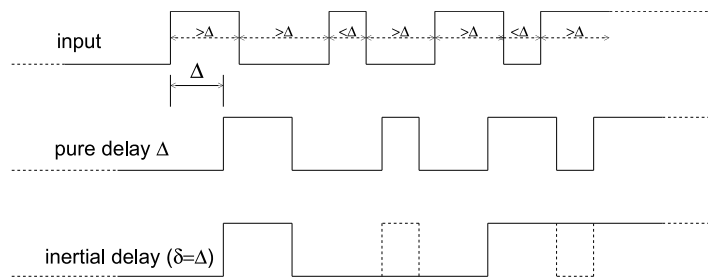 input
>Δ >Δ <Δ >Δ >Δ <Δ >Δ
Δ
pure delay Δ
inertial delay (δ=Δ)